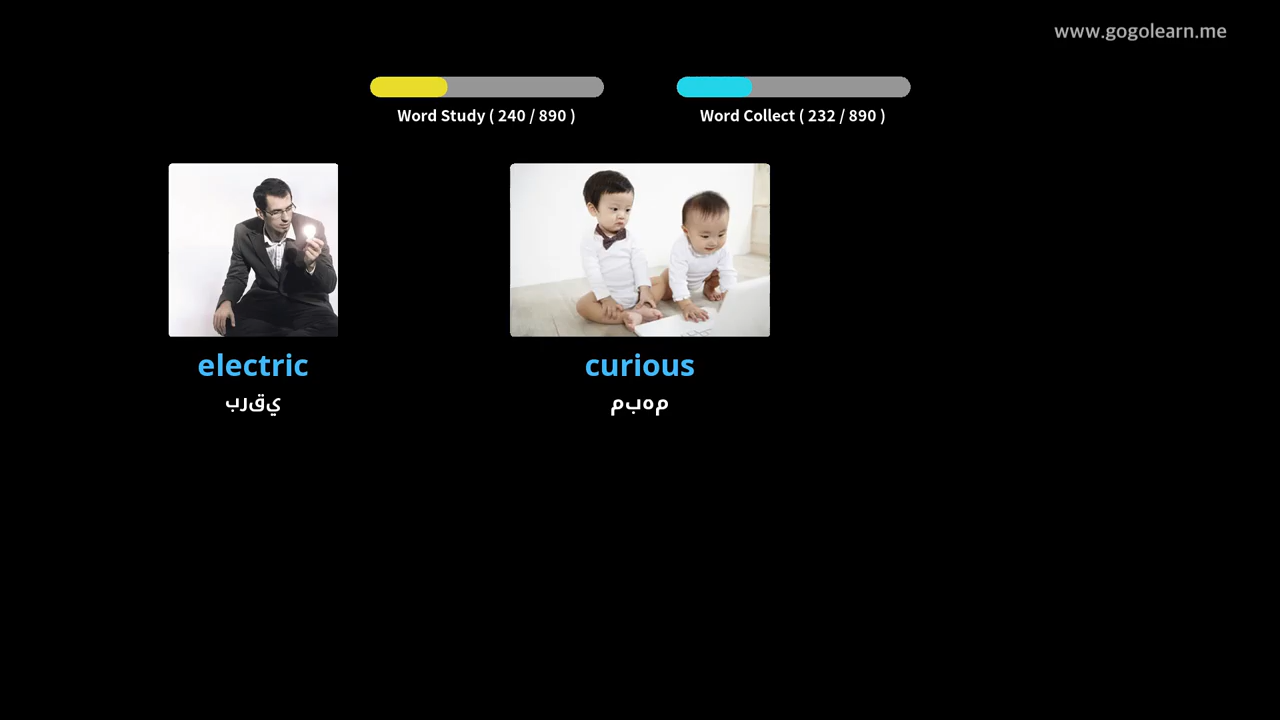 www.gogolearn.me
Word Study ( 240 / 890 )
Word Collect ( 232 / 890 )
electric
برقي
curious
مبهم